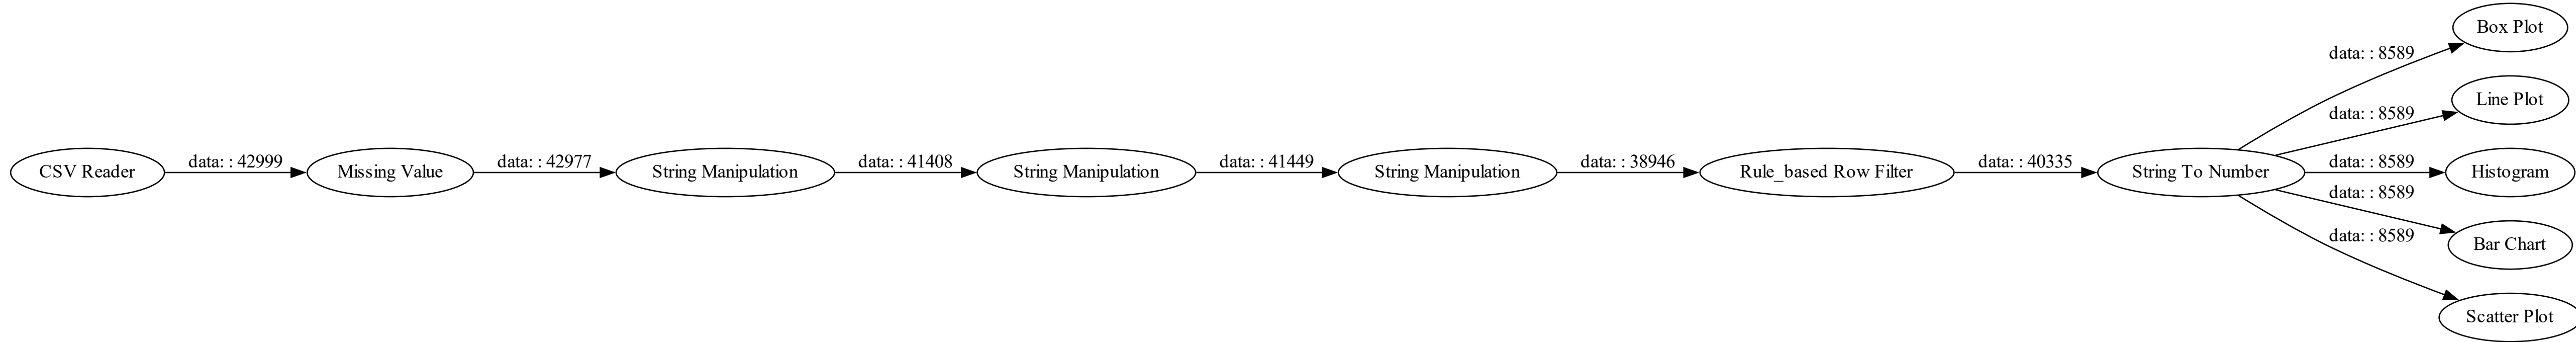 CSV Reader
data: : 42999
Missing Value
data: : 42977
String Manipulation
data: : 41408
String Manipulation
data: : 41449
String Manipulation
data: : 38946
Rule_based Row Filter
data: : 40335
String To Number
data: : 8589
Box Plot
data: : 8589
Line Plot
data: : 8589
Histogram
data: : 8589
Bar Chart
data: : 8589
Scatter Plot